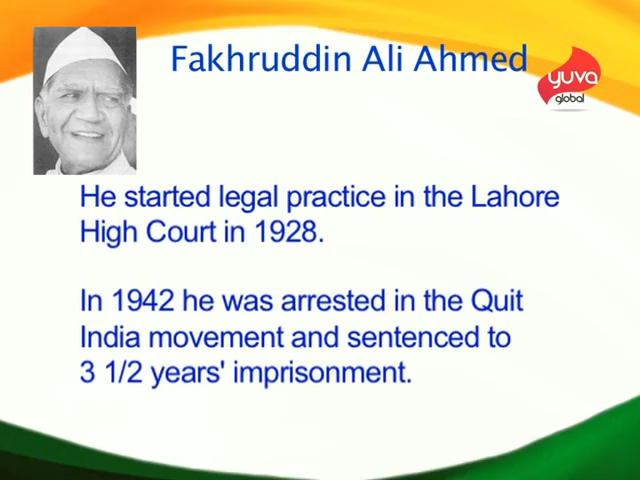 Fakhruddin Ali Ahmed
yuva
global
He started legal practice in the Lahore
High Court in 1928.
In 1942 he was arrested in the Quit
India movement and sentenced to
3 1/2 years' imprisonment.